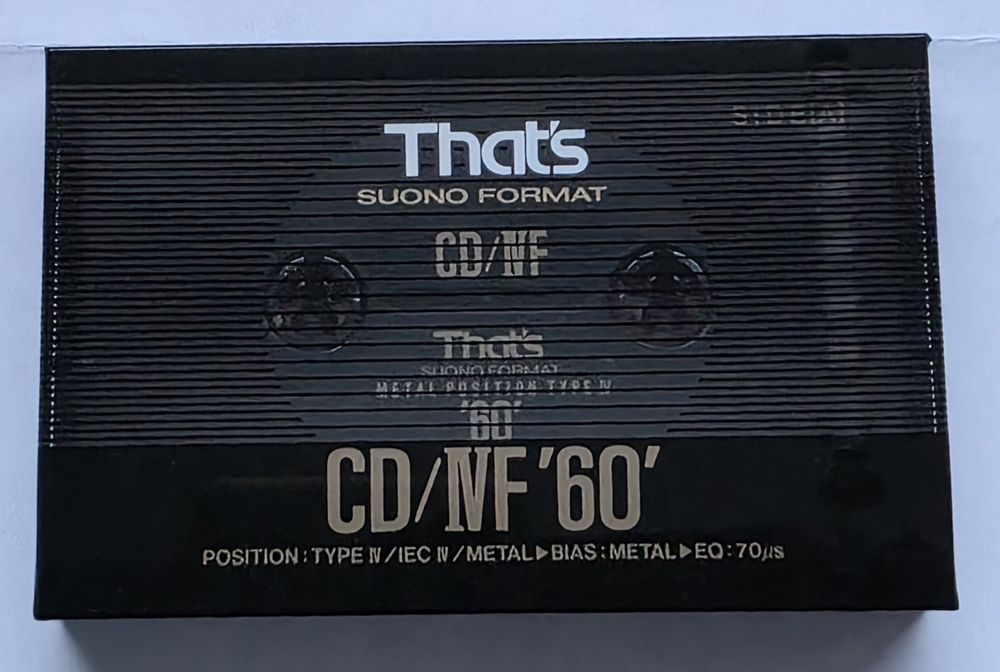 That's
SUONO FORMAT
CD/IVF
That's
SUONO FORMAT
METAL POSITION TYPE IV
'60'
CD/IVF '60'
POSITION : TYPE IV/IEC IV/METAL▶BIAS : METAL▶EQ : 70μs